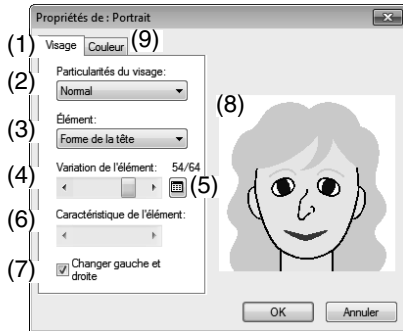 Propriétés de : Portrait
(1) Visage Couleur (9)
Particularités du visage:
(2) Normal
Élément:
(3) Forme de la tête
(8)
Variation de l'élément: 54/64
(4) (5)
Caractéristique de l'élément:
(6)
(7) Changer gauche et
droite
OK Annuler